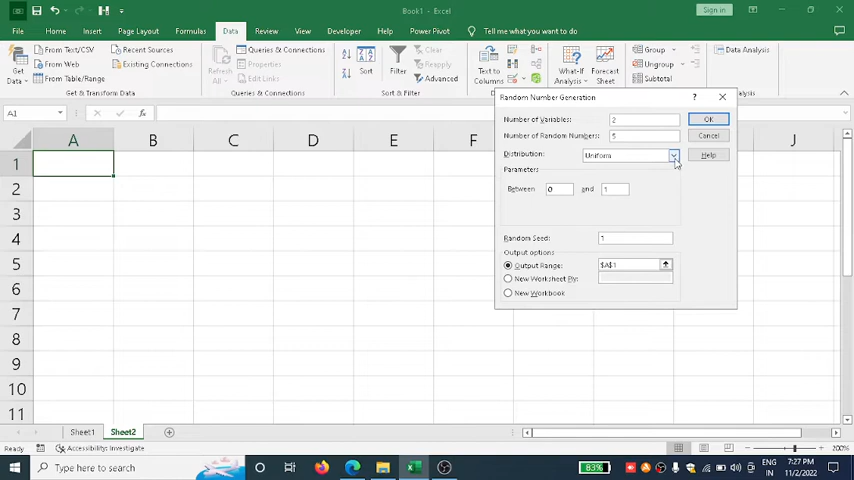 Book1 - Excel
Sign in
File
Home
Insert
Page Layout
Formulas
Data
Review
View
Developer
Help
Power Pivot
Tell me what you want to do
Get Data
From Text/CSV
From Web
From Table/Range
Recent Sources
Existing Connections
Get & Transform Data
Refresh All
Queries & Connections
Properties
Edit Links
Queries & Connections
Sort
Filter
Clear
Reapply
Advanced
Sort & Filter
Text to Columns
What-If Analysis
Forecast Sheet
Group
Ungroup
Subtotal
Data Analysis
A1
fx
A B C D E F J
1
2
3
4
5
6
7
8
9
10
11
Random Number Generation
?
Number of Variables: 2
OK
Number of Random Numbers: 5
Cancel
Distribution: Uniform
Help
Parameters
Between 0 and 1
Random Seed: 1
Output options
Output Range: $A$1
New Worksheet Ply:
New Workbook
Sheet1
Sheet2
Ready
Accessibility: Investigate
200%
Type here to search
83%
ENG
IN
7:27 PM
11/2/2022